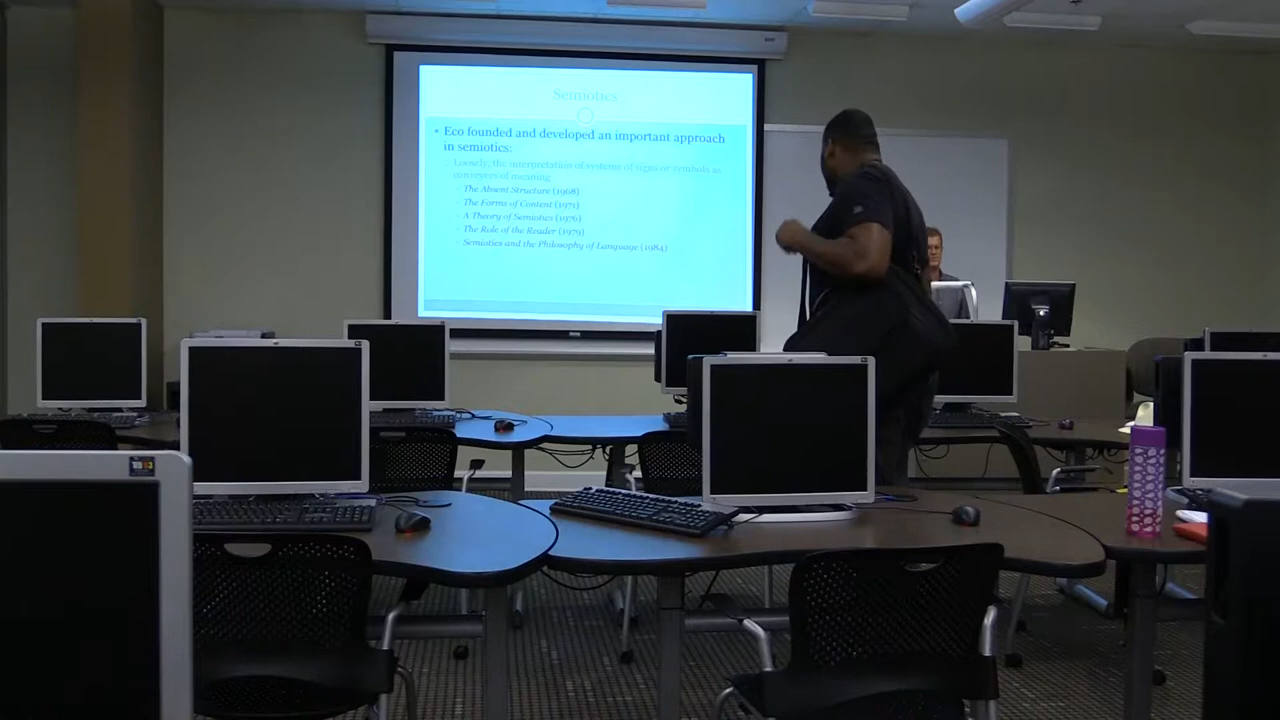 Semiotics
• Eco founded and developed an important approach
in semiotics:
Loosely, the interpretation of systems of signs or symbols as
conveyers of meaning
- The Absent Structure (1968)
- The Forms of Content (1971)
- A Theory of Semiotics (1976)
- The Role of the Reader (1979)
- Semiotics and the Philosophy of Language (1984)